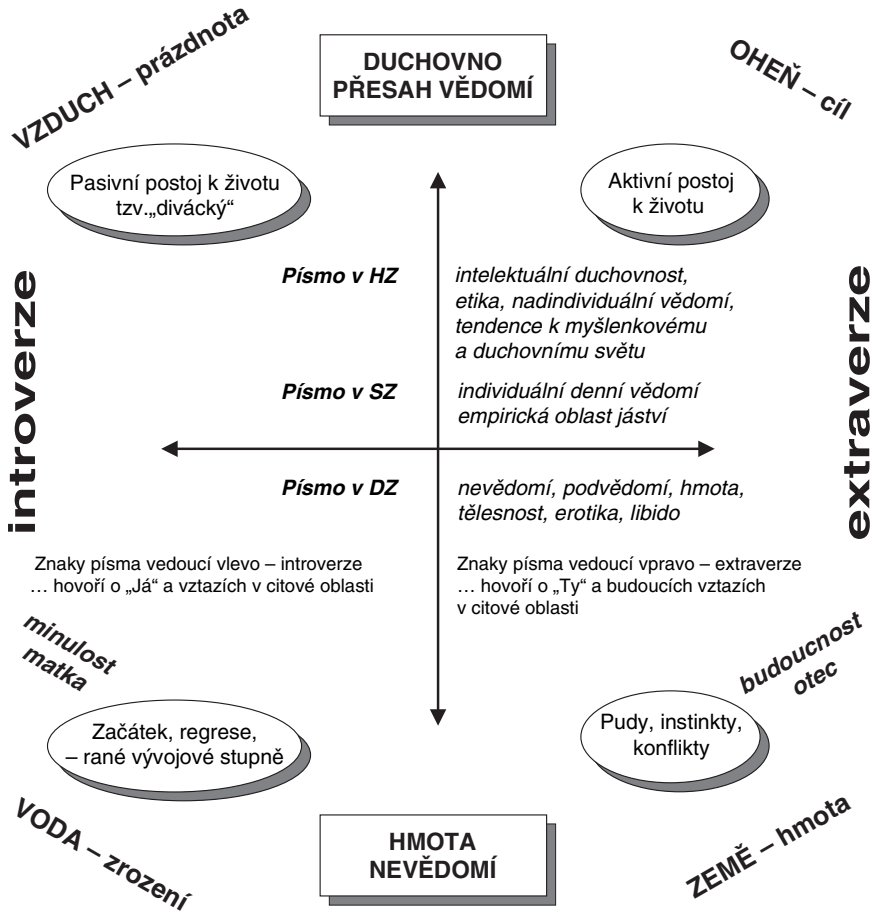 VZDUCH – prázdnota
DUCHOVNO
PŘESAH VĚDOMÍ
OHEŇ – cíl
Pasivní postoj k životu
tzv.„divácký“
Aktivní postoj
k životu
introverze
extraverze
Písmo v HZ
intelektuální duchovnost,
etika, nadindividuální vědomí,
tendence k myšlenkovému
a duchovnímu světu
Písmo v SZ
individuální denní vědomí
empirická oblast jáství
Písmo v DZ
nevědomí, podvědomí, hmota,
tělesnost, erotika, libido
Znaky písma vedoucí vlevo – introverze
… hovoří o „Já“ a vztazích v citové oblasti
Znaky písma vedoucí vpravo – extraverze
… hovoří o „Ty“ a budoucích vztazích
v citové oblasti
minulost
matka
budoucnost
otec
Začátek, regrese,
– rané vývojové stupně
Pudy, instinkty,
konflikty
VODA – zrození
HMOTA
NEVĚDOMÍ
ZEMĚ – hmota